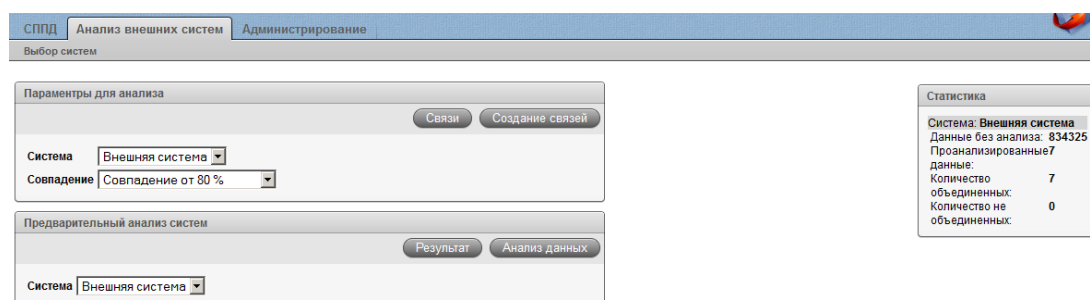 СППД Анализ внешних систем Администрирование
Выбор систем
Параметры для анализа
Связи Создание связей
Система Внешняя система
Совпадение Совпадение от 80 %
Предварительный анализ систем
Результат Анализ данных
Система Внешняя система
Статистика
Система: Внешняя система
Данные без анализа: 834325
Проанализированные 7
данные:
Количество 7
объединенных:
Количество не 0
объединенных: